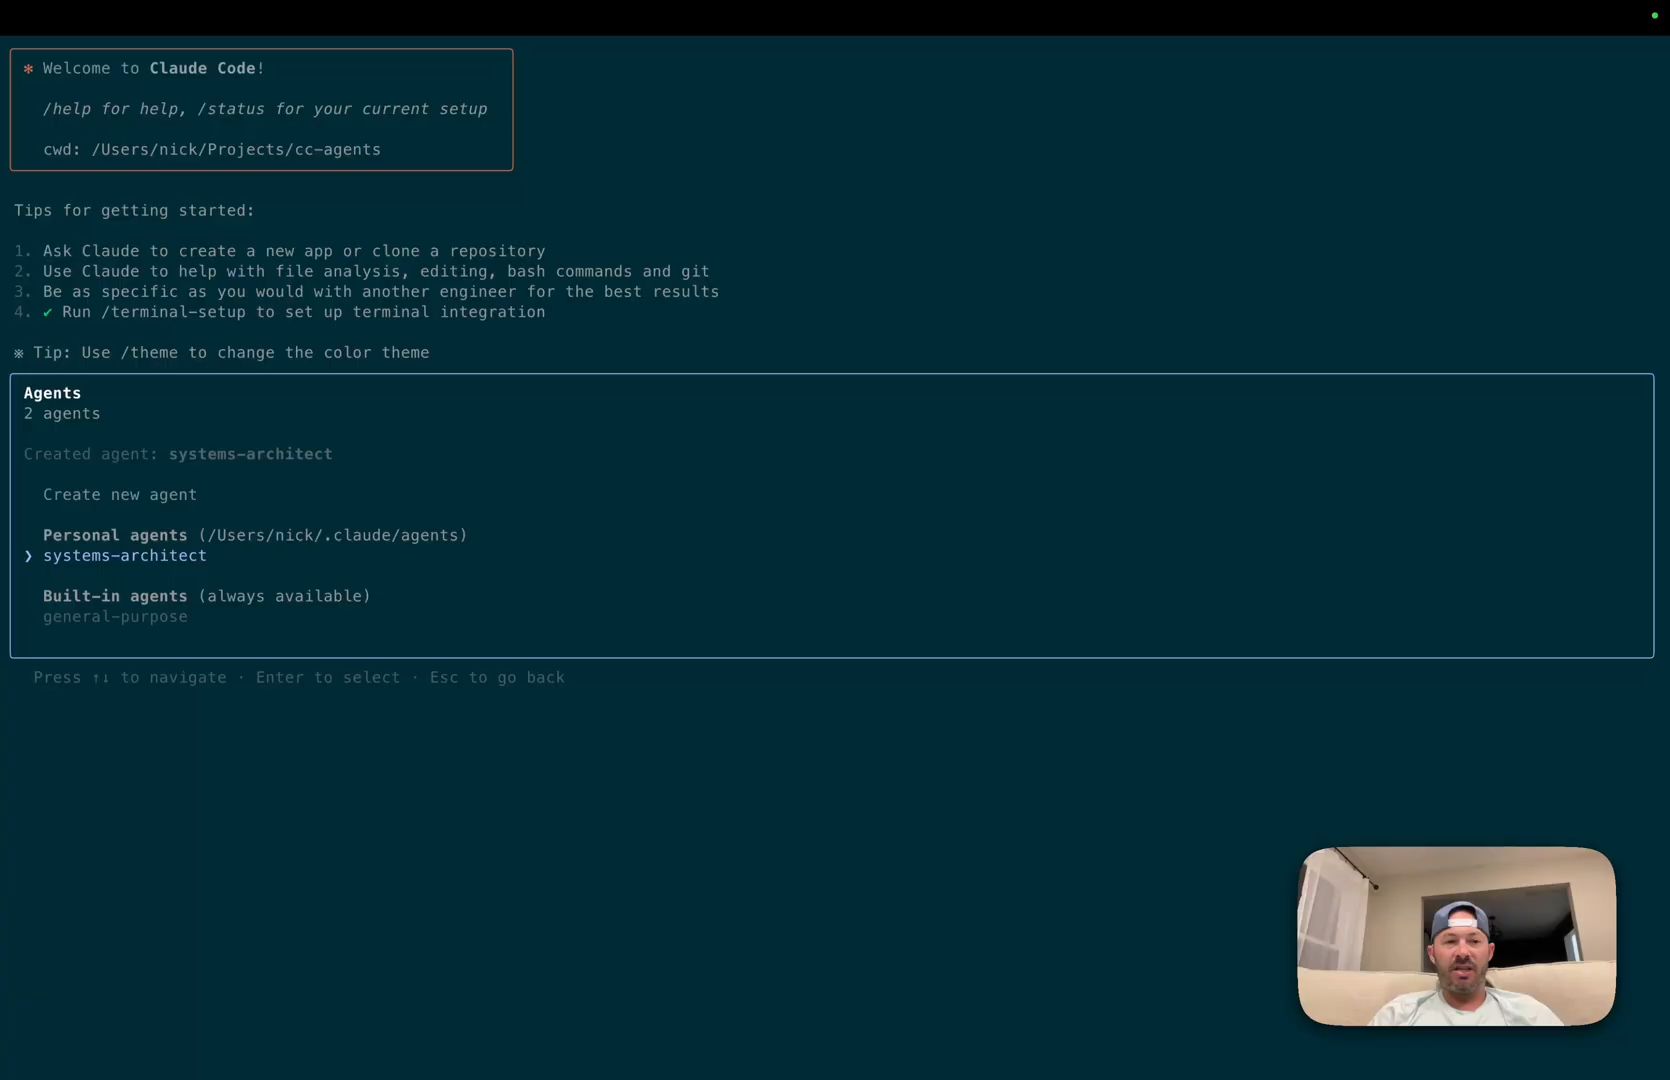 ✻ Welcome to Claude Code!
/help for help, /status for your current setup
cwd: /Users/nick/Projects/cc-agents
Tips for getting started:
1. Ask Claude to create a new app or clone a repository
2. Use Claude to help with file analysis, editing, bash commands and git
3. Be as specific as you would with another engineer for the best results
4. ✔ Run /terminal-setup to set up terminal integration
※ Tip: Use /theme to change the color theme
Agents
2 agents
Created agent: systems-architect
Create new agent
Personal agents (/Users/nick/.claude/agents)
❯ systems-architect
Built-in agents (always available)
general-purpose
Press ↑↓ to navigate · Enter to select · Esc to go back